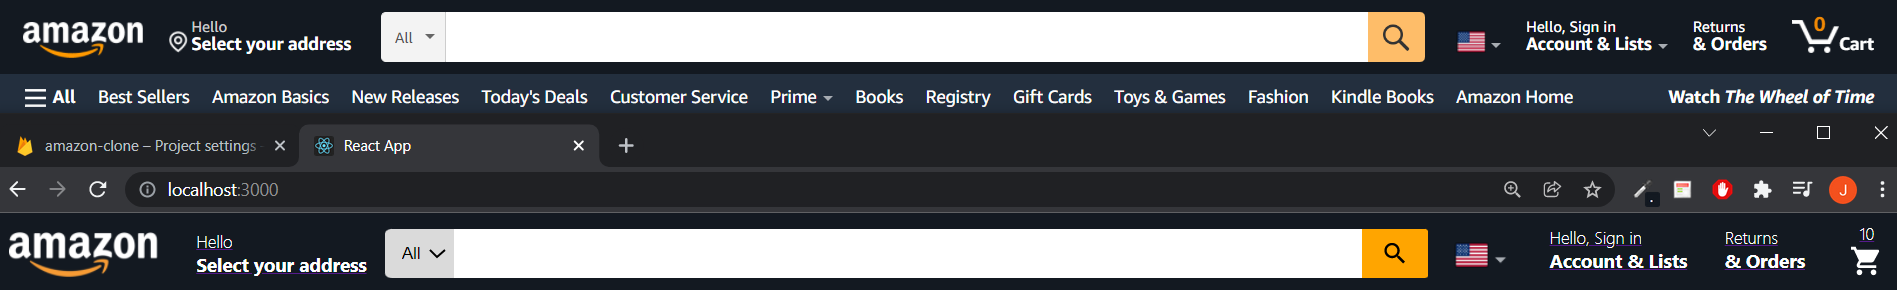 amazon
Hello
Select your address
All
Hello, Sign in
Account & Lists
Returns
& Orders
0
Cart
All Best Sellers Amazon Basics New Releases Today's Deals Customer Service Prime Books Registry Gift Cards Toys & Games Fashion Kindle Books Amazon Home Watch The Wheel of Time
amazon-clone – Project settings
React App
localhost:3000
J
amazon
Hello
Select your address
All
Hello, Sign in
Account & Lists
Returns
& Orders
10